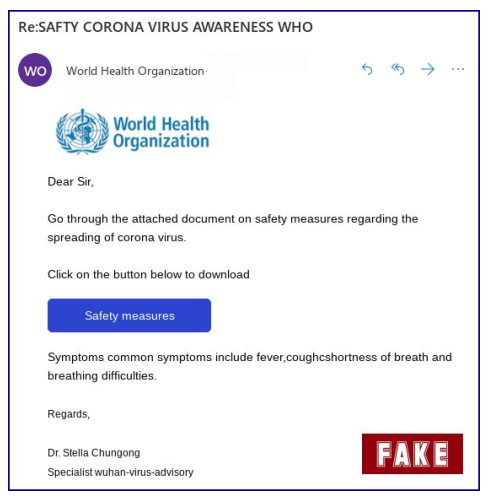 Re:SAFTY CORONA VIRUS AWARENESS WHO
WO
World Health Organization
World Health
Organization
Dear Sir,
Go through the attached document on safety measures regarding the
spreading of corona virus.
Click on the button below to download
Safety measures
Symptoms common symptoms include fever,coughcshortness of breath and
breathing difficulties.
Regards,
Dr. Stella Chungong
Specialist wuhan-virus-advisory
FAKE